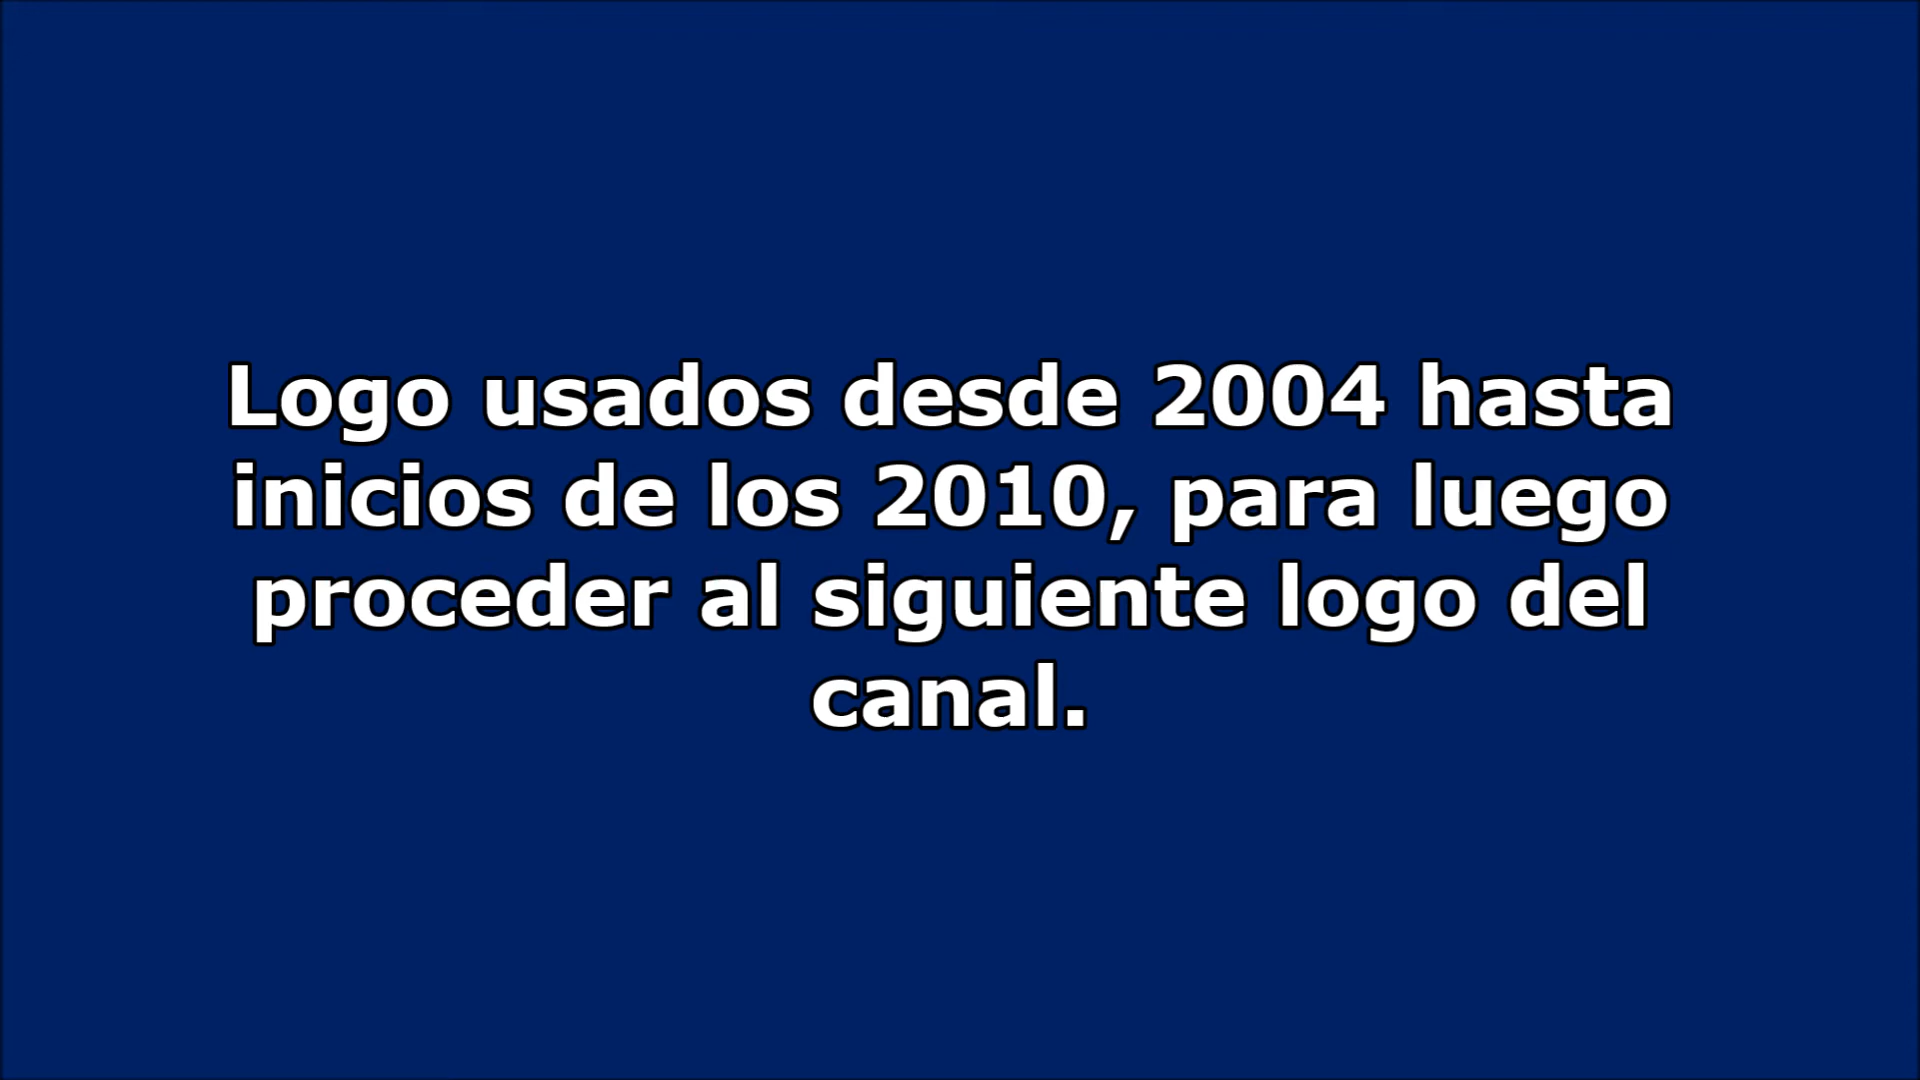 Logo usados desde 2004 hasta
inicios de los 2010, para luego
proceder al siguiente logo del
canal.